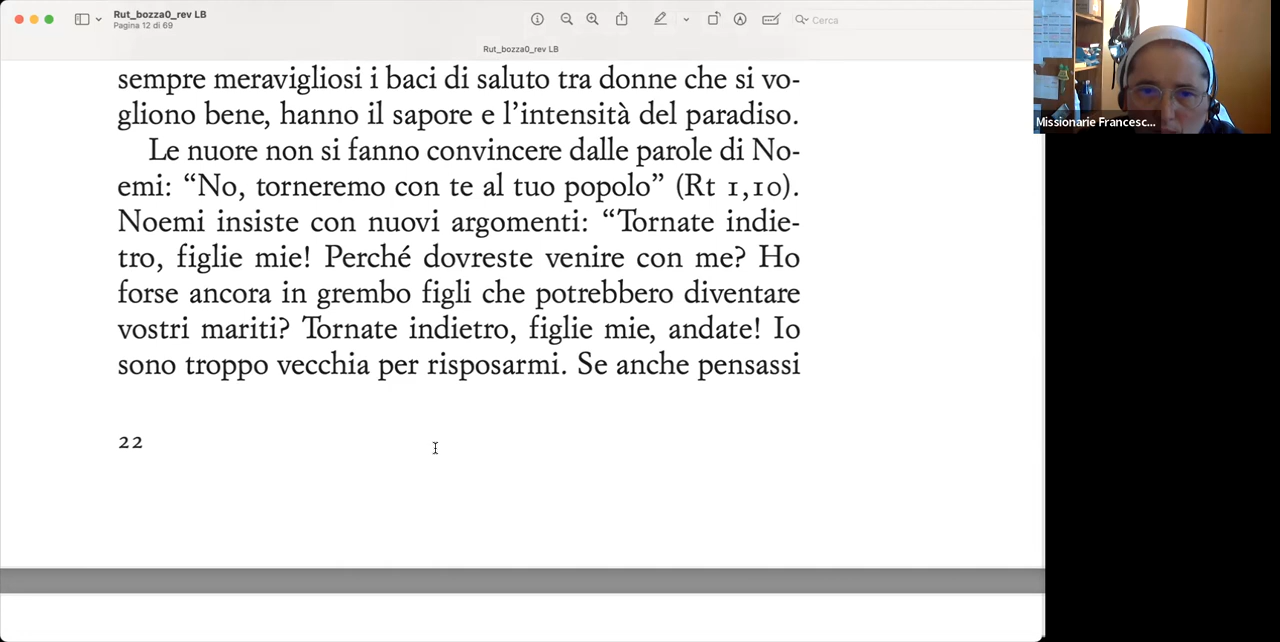 Rut_bozza0_rev LB
Pagina 12 di 69
Cerca
Rut_bozza0_rev LB
Missionarie Francesc...
sempre meravigliosi i baci di saluto tra donne che si vo-
gliono bene, hanno il sapore e l’intensità del paradiso.
Le nuore non si fanno convincere dalle parole di No-
emi: “No, torneremo con te al tuo popolo” (Rt 1,10).
Noemi insiste con nuovi argomenti: “Tornate indie-
tro, figlie mie! Perché dovreste venire con me? Ho
forse ancora in grembo figli che potrebbero diventare
vostri mariti? Tornate indietro, figlie mie, andate! Io
sono troppo vecchia per risposarmi. Se anche pensassi
22